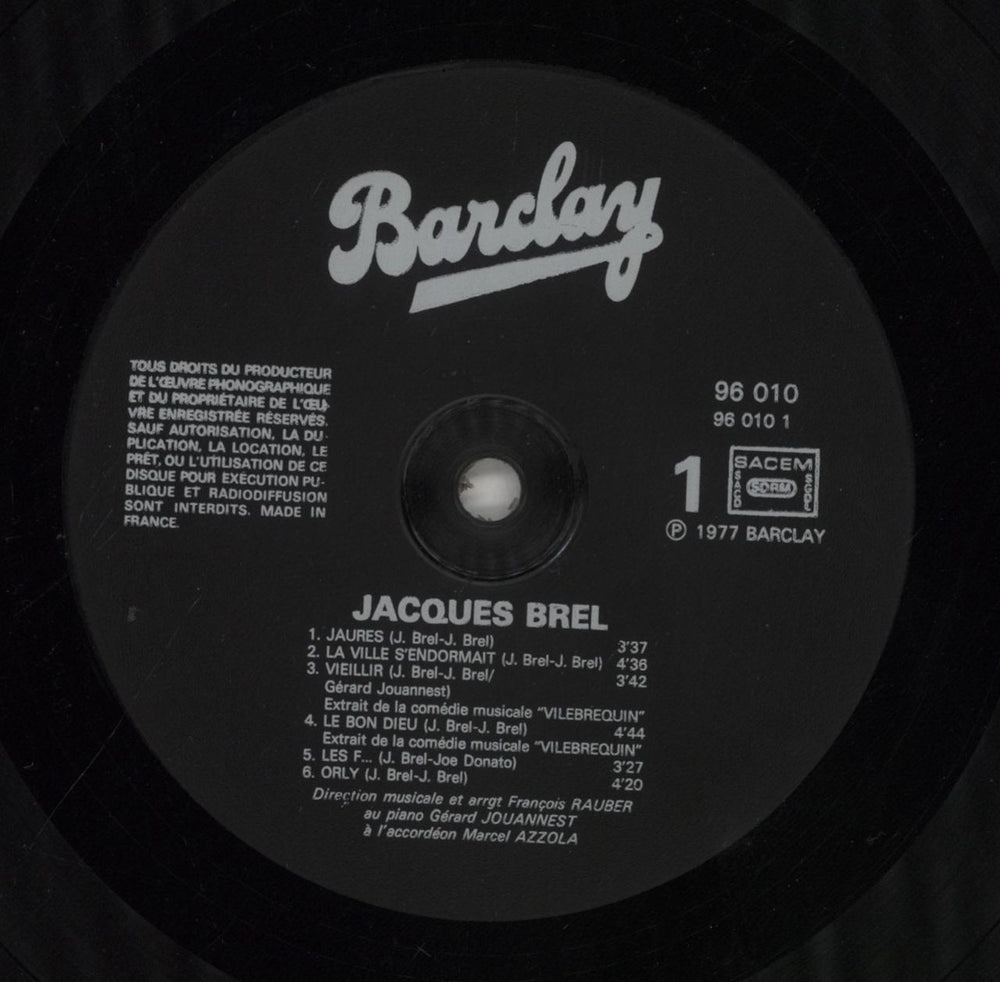 Barclay
TOUS DROITS DU PRODUCTEUR
DE L'ŒUVRE PHONOGRAPHIQUE
ET DU PROPRIÉTAIRE DE L'ŒU-
VRE ENREGISTRÉE RÉSERVÉS.
SAUF AUTORISATION, LA DU-
PLICATION, LA LOCATION, LE
PRÊT, OU L'UTILISATION DE CE
DISQUE POUR EXÉCUTION PU-
BLIQUE ET RADIODIFFUSION
SONT INTERDITS. MADE IN
FRANCE.
96 010
96 010 1
1
SACEM
SACD
SDRM
SGDL
Ⓟ 1977 BARCLAY
JACQUES BREL
1. JAURES (J. Brel-J. Brel) 3'37
2. LA VILLE S'ENDORMAIT (J. Brel-J. Brel) 4'36
3. VIEILLIR (J. Brel-J. Brel/ 3'42
Gérard Jouannest)
Extrait de la comédie musicale "VILEBREQUIN"
4. LE BON DIEU (J. Brel-J. Brel) 4'44
Extrait de la comédie musicale "VILEBREQUIN"
5. LES F... (J. Brel-Joe Donato) 3'27
6. ORLY (J. Brel-J. Brel) 4'20
Direction musicale et arrgt François RAUBER
au piano Gérard JOUANNEST
à l'accordéon Marcel AZZOLA